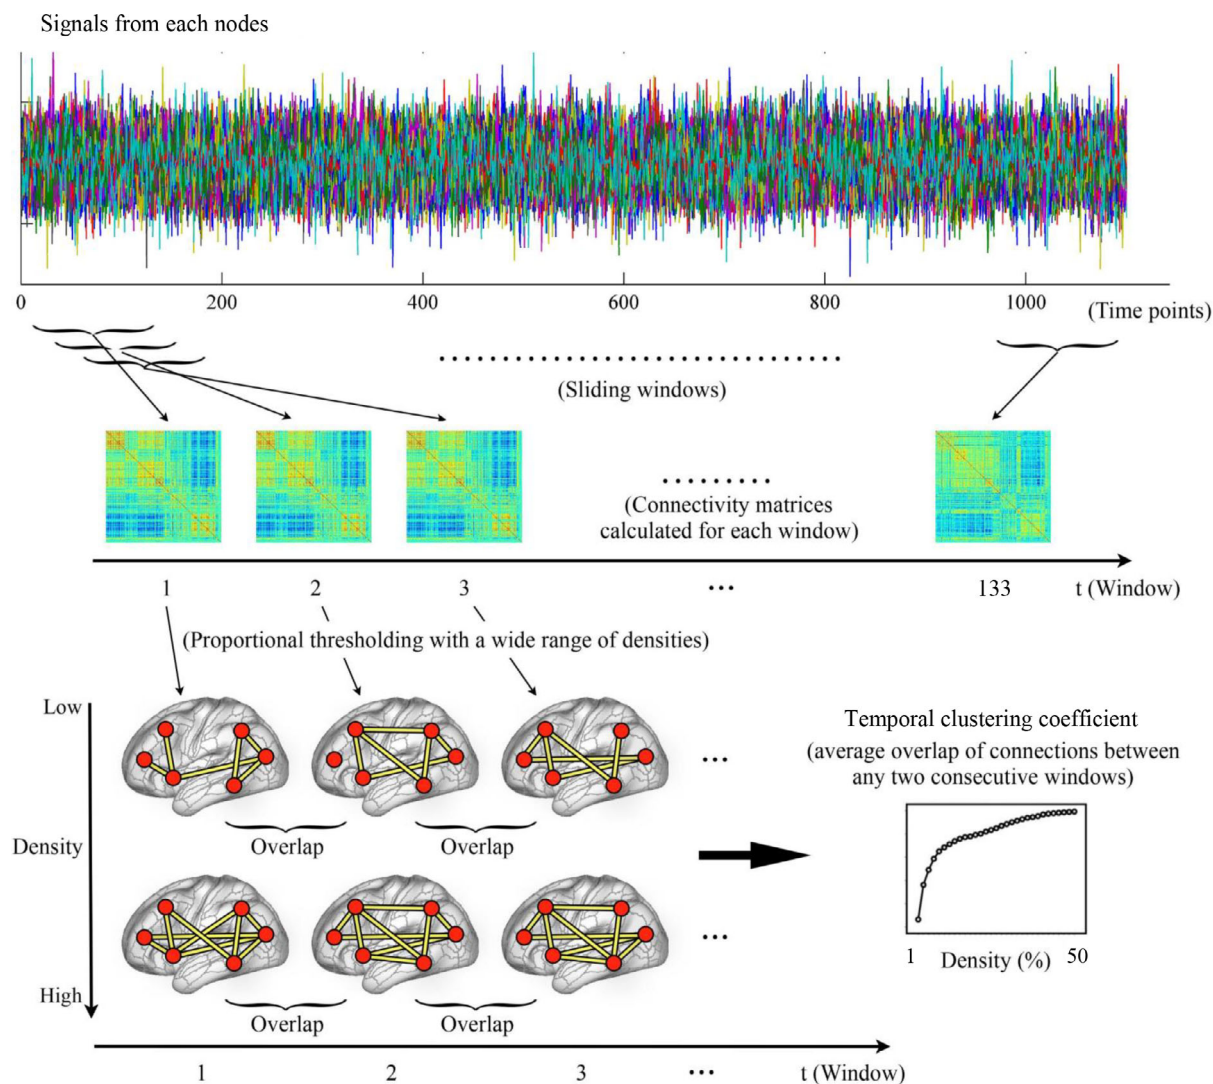 Signals from each nodes
0 200 400 600 800 1000
(Time points)
(Sliding windows)
(Connectivity matrices
calculated for each window)
1 2 3 ... 133 t (Window)
(Proportional thresholding with a wide range of densities)
Low
Density
High
...
Overlap Overlap
...
Overlap Overlap
1 2 3 ... t (Window)
Temporal clustering coefficient
(average overlap of connections between
any two consecutive windows)
1 Density (%) 50